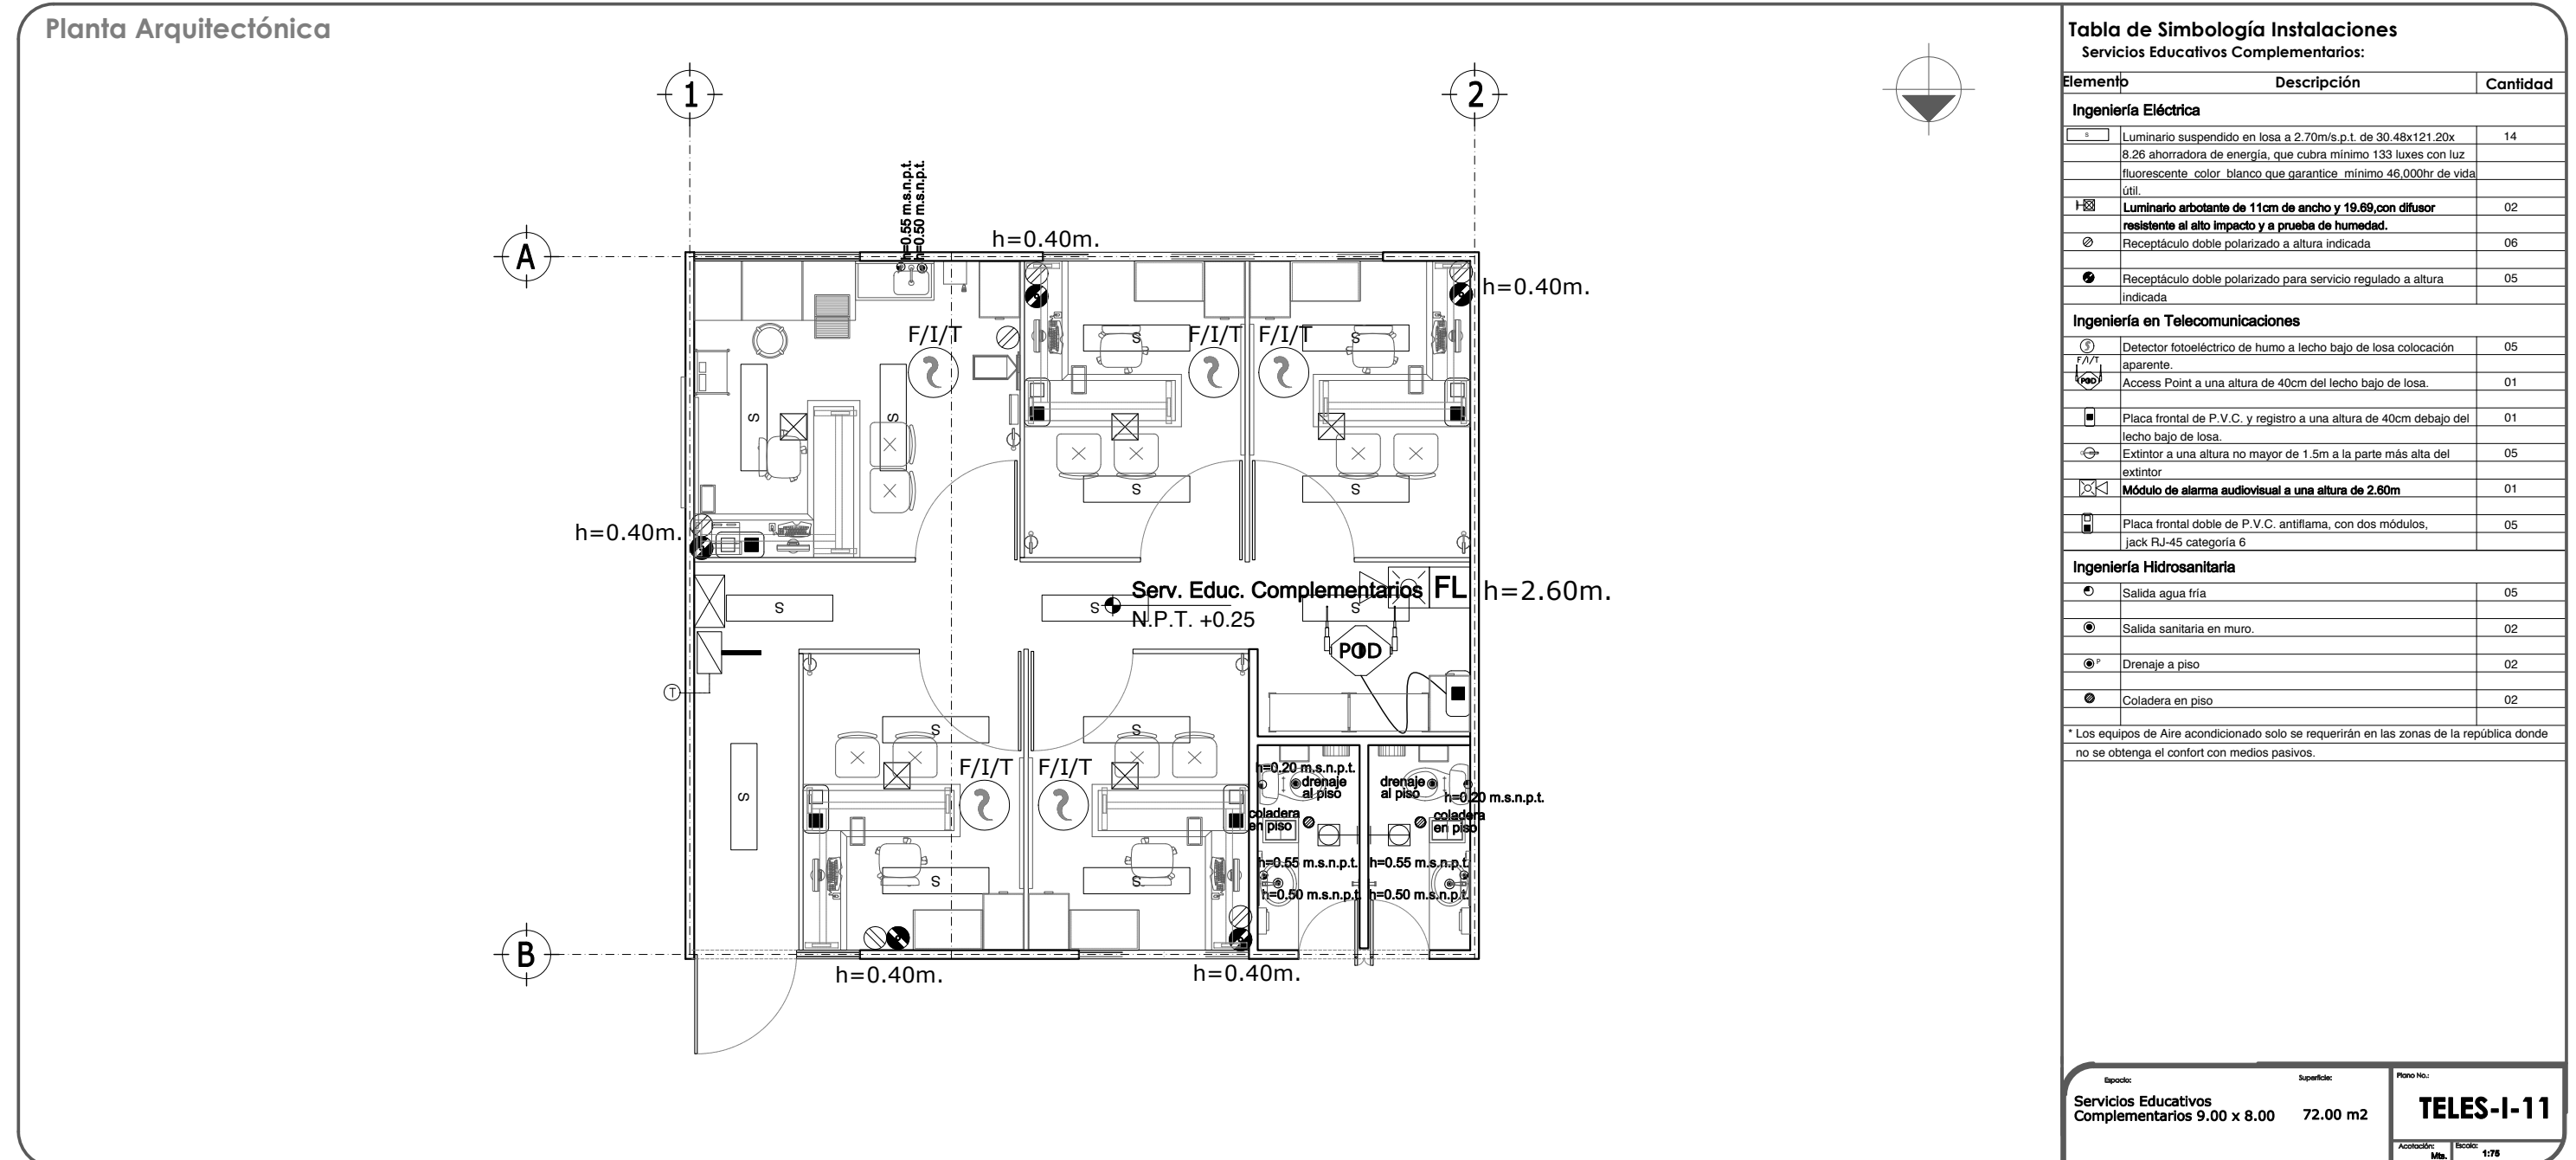 Planta Arquitectónica
1
2
h=0.55 m.s.n.p.t.
h=0.50 m.s.n.p.t.
h=0.40m.
A
h=0.40m.
F/I/T
F/I/T
F/I/T
S
S
S
S
S
S
h=0.40m.
Serv. Educ. Complementarios
FL
h=2.60m.
S
S
S
N.P.T. +0.25
POD
T
S
S
F/I/T
F/I/T
S
h=0.20 m.s.n.p.t.
drenaje
al piso
drenaje
al piso
h=0.20 m.s.n.p.t.
coladera
en piso
coladera
en piso
h=0.55 m.s.n.p.t.
h=0.55 m.s.n.p.t.
S
S
h=0.50 m.s.n.p.t.
h=0.50 m.s.n.p.t.
B
h=0.40m.
h=0.40m.
Tabla de Simbología Instalaciones
Servicios Educativos Complementarios:
Elemento Descripción Cantidad
Ingeniería Eléctrica
S Luminario suspendido en losa a 2.70m/s.p.t. de 30.48x121.20x 14
8.26 ahorradora de energía, que cubra mínimo 133 luxes con luz
fluorescente color blanco que garantice mínimo 46,000hr de vida
útil.
Luminario arbotante de 11cm de ancho y 19.69,con difusor 02
resistente al alto impacto y a prueba de humedad.
Receptáculo doble polarizado a altura indicada 06
Receptáculo doble polarizado para servicio regulado a altura 05
indicada
Ingeniería en Telecomunicaciones
Detector fotoeléctrico de humo a lecho bajo de losa colocación 05
F/I/T aparente.
POD Access Point a una altura de 40cm del lecho bajo de losa. 01
Placa frontal de P.V.C. y registro a una altura de 40cm debajo del 01
lecho bajo de losa.
Extintor a una altura no mayor de 1.5m a la parte más alta del 05
extintor
Módulo de alarma audiovisual a una altura de 2.60m 01
Placa frontal doble de P.V.C. antiflama, con dos módulos, 05
jack RJ-45 categoría 6
Ingeniería Hidrosanitaria
Salida agua fría 05
Salida sanitaria en muro. 02
P Drenaje a piso 02
Coladera en piso 02
* Los equipos de Aire acondicionado solo se requerirán en las zonas de la república donde
no se obtenga el confort con medios pasivos.
Espacio: Superficie: Plano No.:
Servicios Educativos
Complementarios 9.00 x 8.00 72.00 m2 TELES-I-11
Acotación: Mts. Escala: 1:75